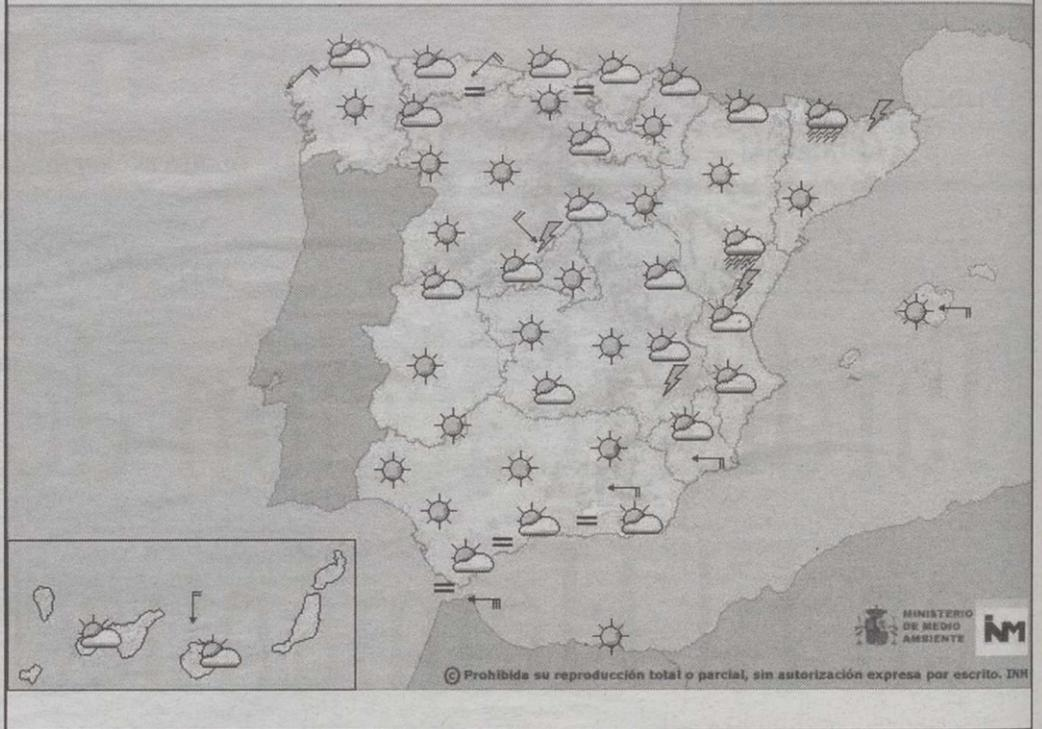 MINISTERIO
DE MEDIO
AMBIENTE
INM
© Prohibida su reproducción total o parcial, sin autorización expresa por escrito. INM